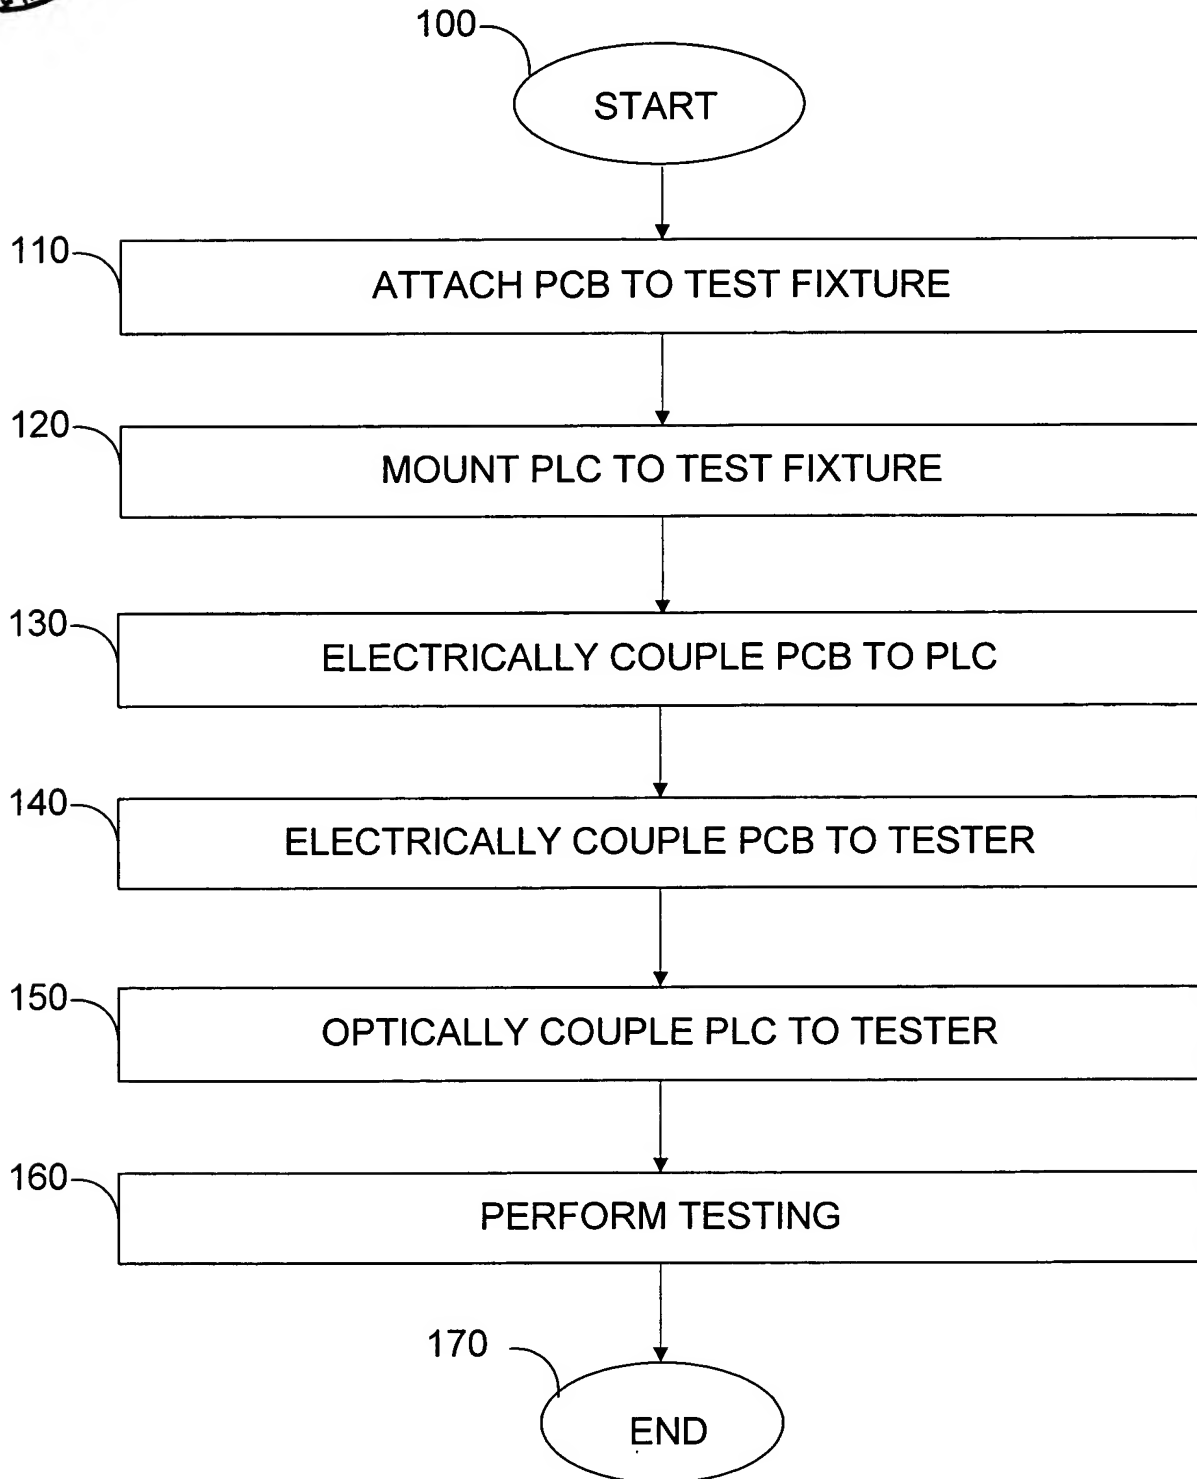 100
START
110
ATTACH PCB TO TEST FIXTURE
120
MOUNT PLC TO TEST FIXTURE
130
ELECTRICALLY COUPLE PCB TO PLC
140
ELECTRICALLY COUPLE PCB TO TESTER
150
OPTICALLY COUPLE PLC TO TESTER
160
PERFORM TESTING
170
END